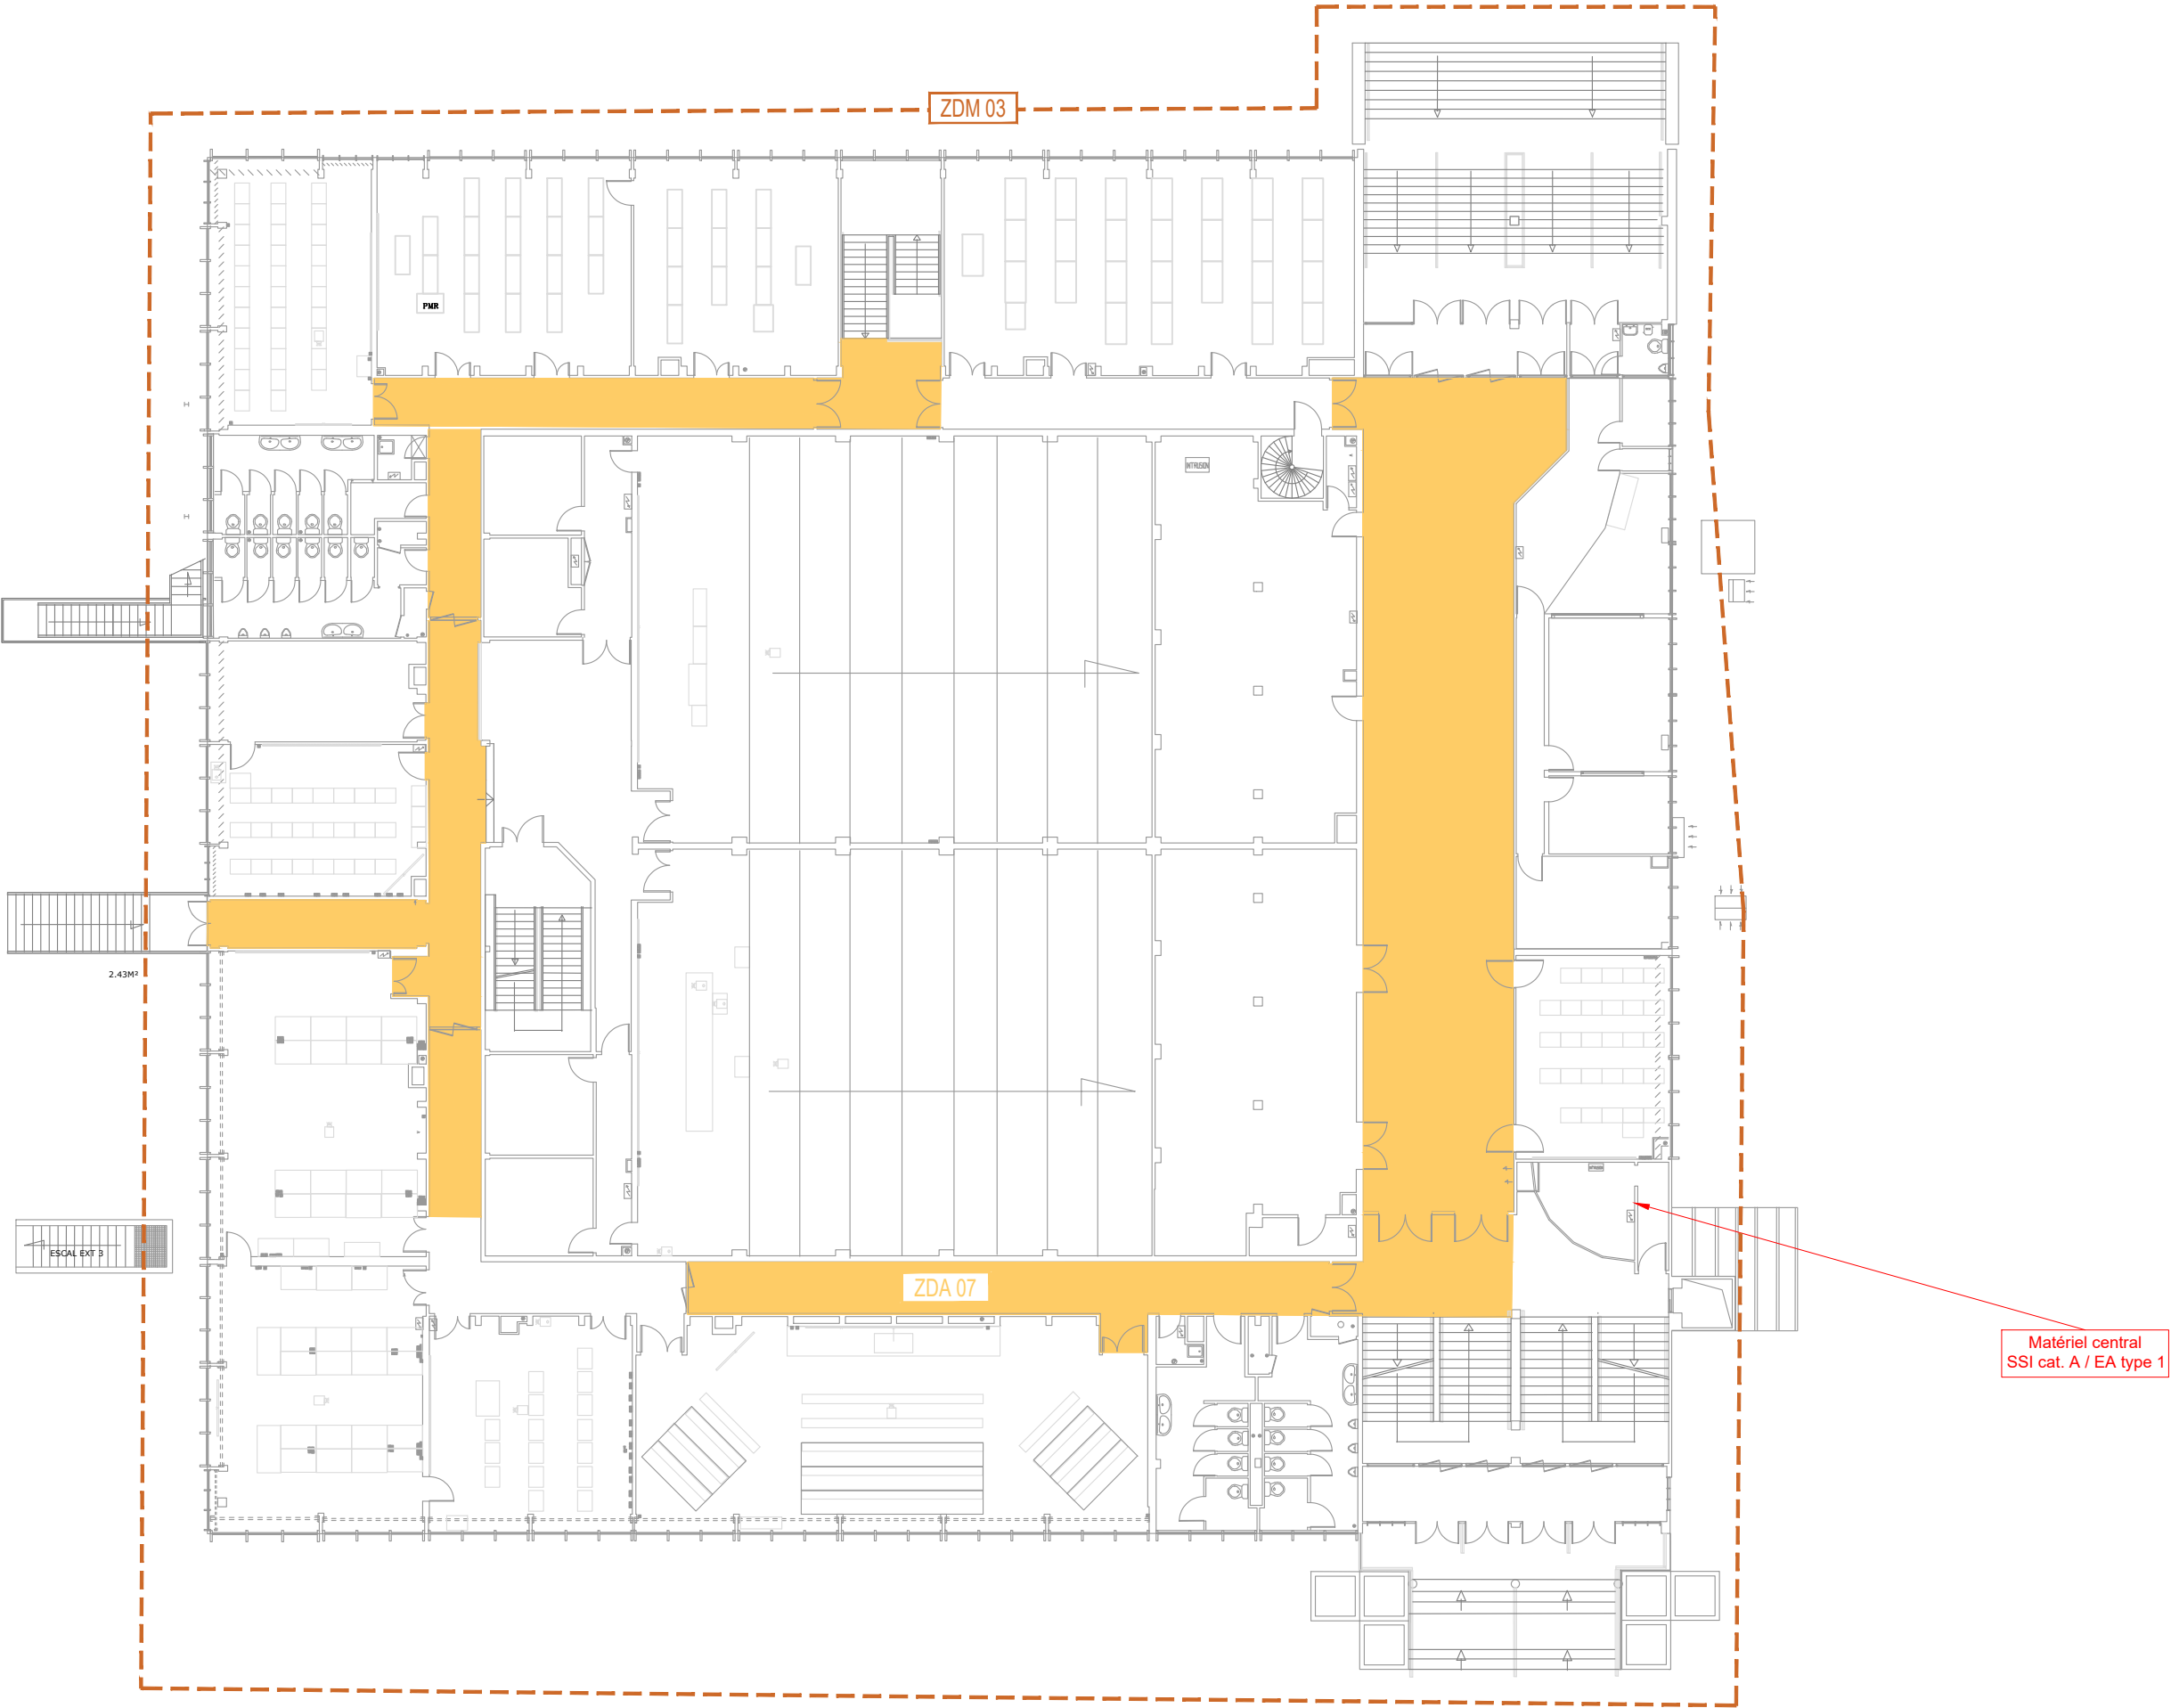 ZDM 03
PMR
INTRUSION
2.43M²
ESCAL EXT 3
ZDA 07
Matériel central
SSI cat. A / EA type 1